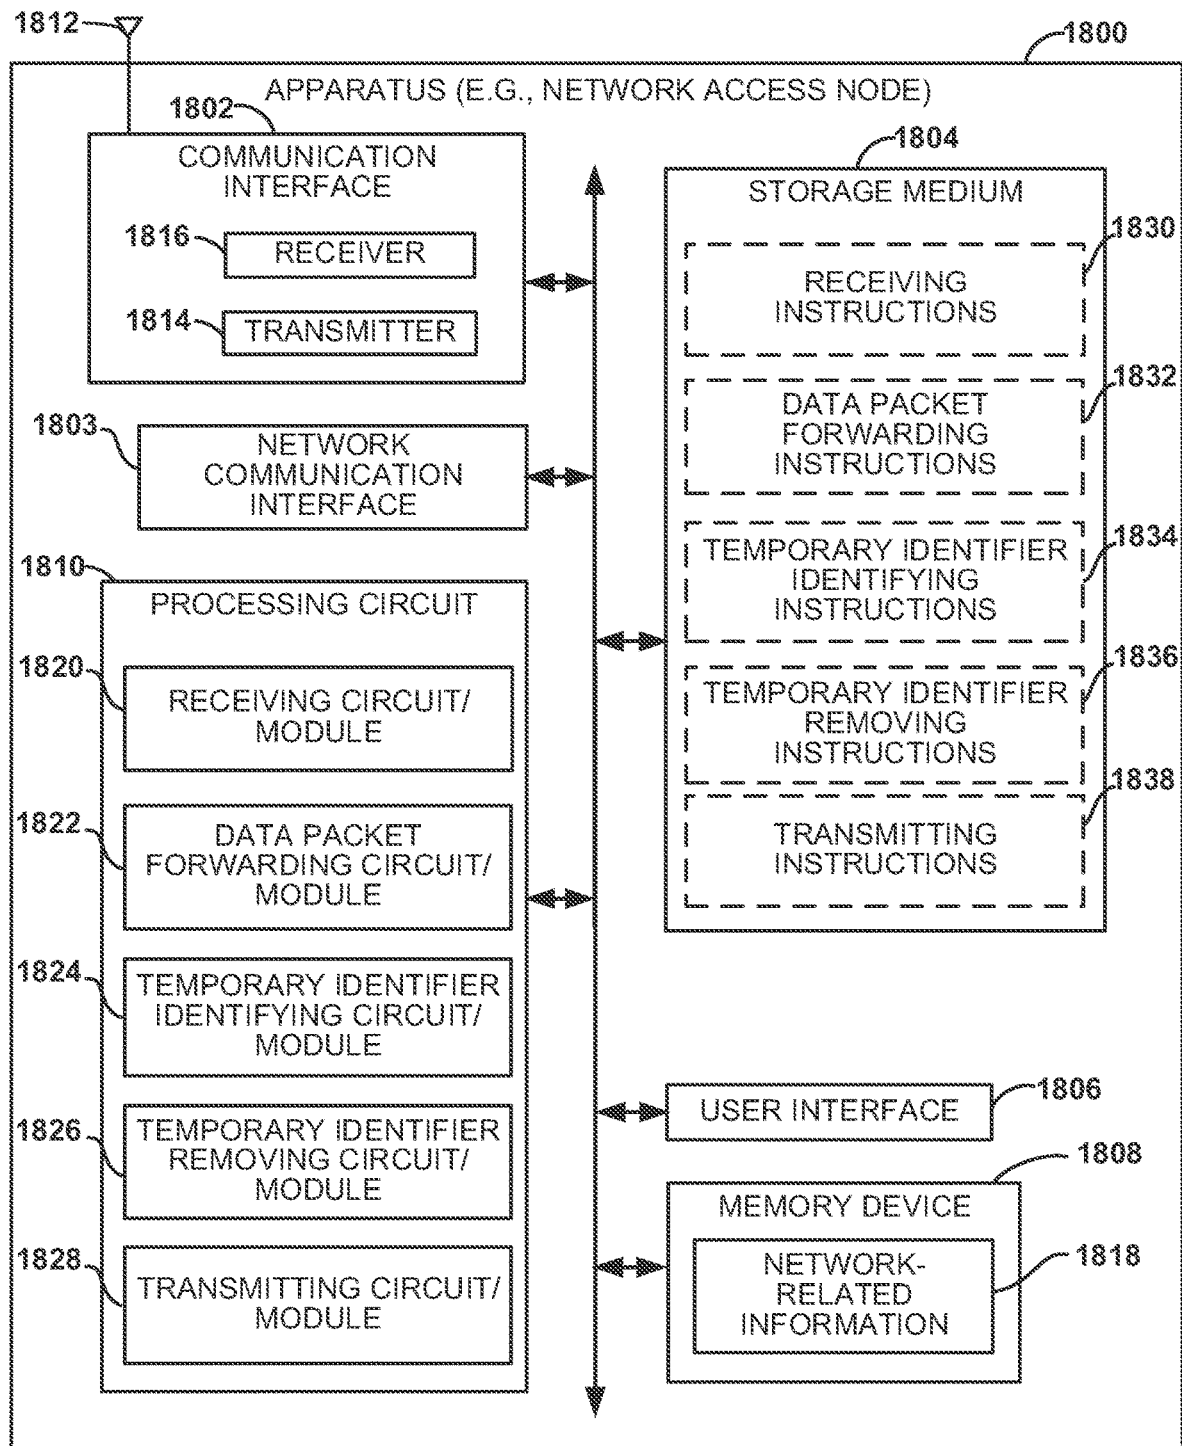 1812
1800
APPARATUS (E.G., NETWORK ACCESS NODE)
1802
COMMUNICATION
INTERFACE
1816
RECEIVER
1814
TRANSMITTER
1803
NETWORK
COMMUNICATION
INTERFACE
1810
PROCESSING CIRCUIT
1820
RECEIVING CIRCUIT/
MODULE
1822
DATA PACKET
FORWARDING CIRCUIT/
MODULE
1824
TEMPORARY IDENTIFIER
IDENTIFYING CIRCUIT/
MODULE
1826
TEMPORARY IDENTIFIER
REMOVING CIRCUIT/
MODULE
1828
TRANSMITTING CIRCUIT/
MODULE
1804
STORAGE MEDIUM
1830
RECEIVING
INSTRUCTIONS
1832
DATA PACKET
FORWARDING
INSTRUCTIONS
1834
TEMPORARY IDENTIFIER
IDENTIFYING
INSTRUCTIONS
1836
TEMPORARY IDENTIFIER
REMOVING
INSTRUCTIONS
1838
TRANSMITTING
INSTRUCTIONS
1806
USER INTERFACE
1808
MEMORY DEVICE
1818
NETWORK-
RELATED
INFORMATION